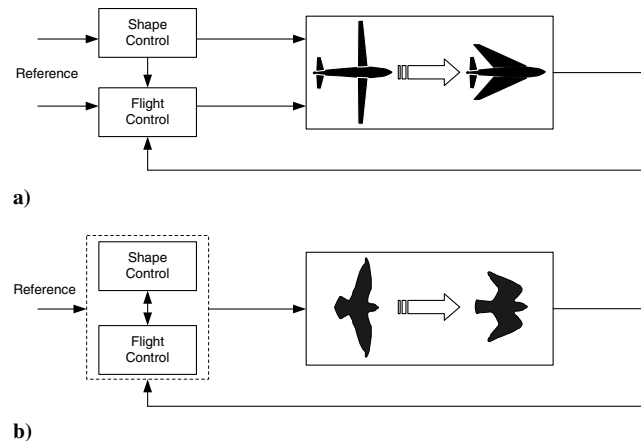 Shape
Control
Reference
Flight
Control
a)
Shape
Control
Reference
Flight
Control
b)